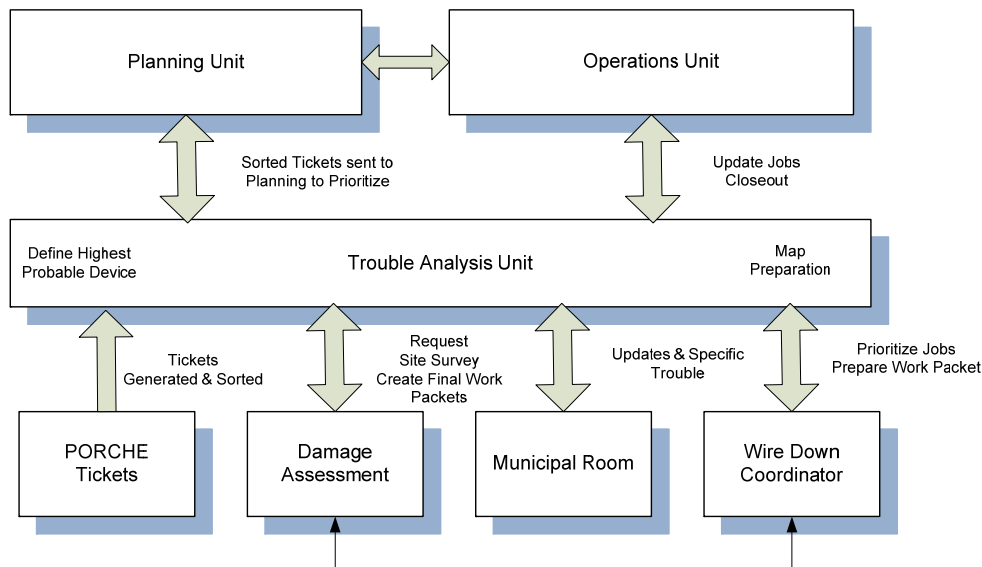 Planning Unit
Operations Unit
Sorted Tickets sent to
Planning to Prioritize
Update Jobs
Closeout
Define Highest
Probable Device
Trouble Analysis Unit
Map
Preparation
Tickets
Generated & Sorted
Request
Site Survey
Create Final Work
Packets
Updates & Specific
Trouble
Prioritize Jobs
Prepare Work Packet
PORCHE
Tickets
Damage
Assessment
Municipal Room
Wire Down
Coordinator